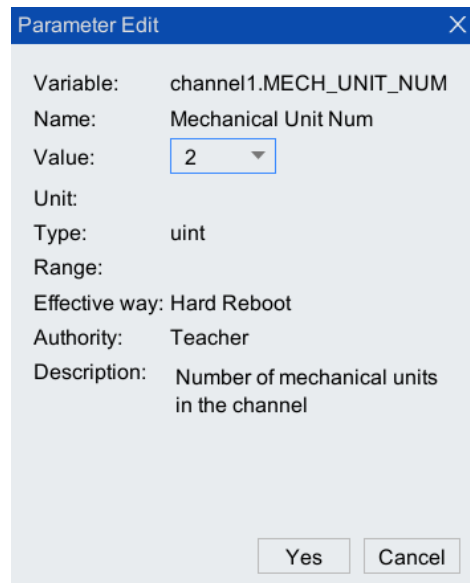 Parameter Edit
Variable: channel1.MECH_UNIT_NUM
Name: Mechanical Unit Num
Value: 2
Unit:
Type: uint
Range:
Effective way: Hard Reboot
Authority: Teacher
Description: Number of mechanical units
in the channel
Yes Cancel